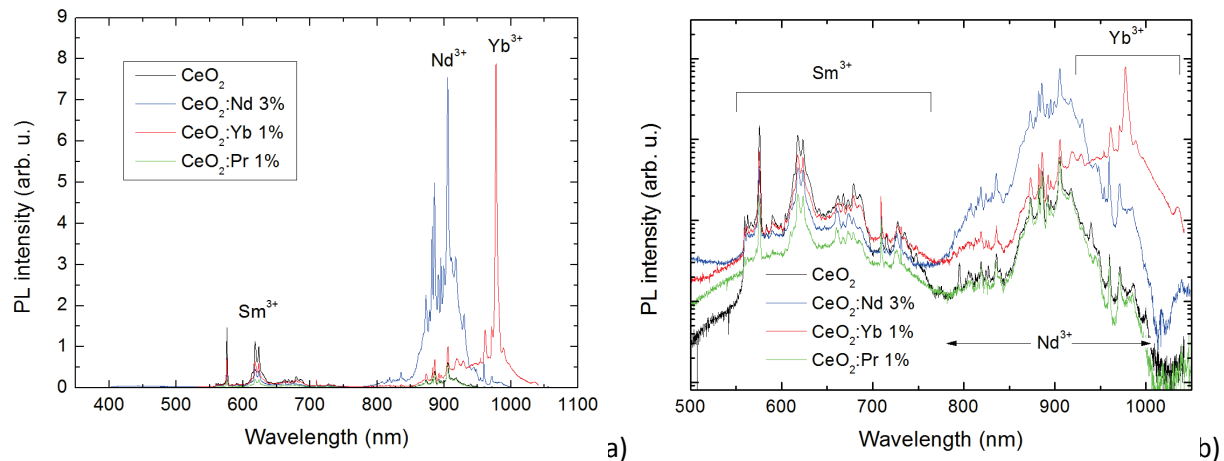 9
8
7
6
5
4
3
2
1
0
PL intensity (arb. u.)
CeO₂
CeO₂:Nd 3%
CeO₂:Yb 1%
CeO₂:Pr 1%
Sm³⁺
Nd³⁺
Yb³⁺
400 500 600 700 800 900 1000 1100
Wavelength (nm)
a)
PL intensity (arb. u.)
Yb³⁺
Sm³⁺
CeO₂
CeO₂:Nd 3%
CeO₂:Yb 1%
CeO₂:Pr 1%
Nd³⁺
500 600 700 800 900 1000
Wavelength (nm)
b)